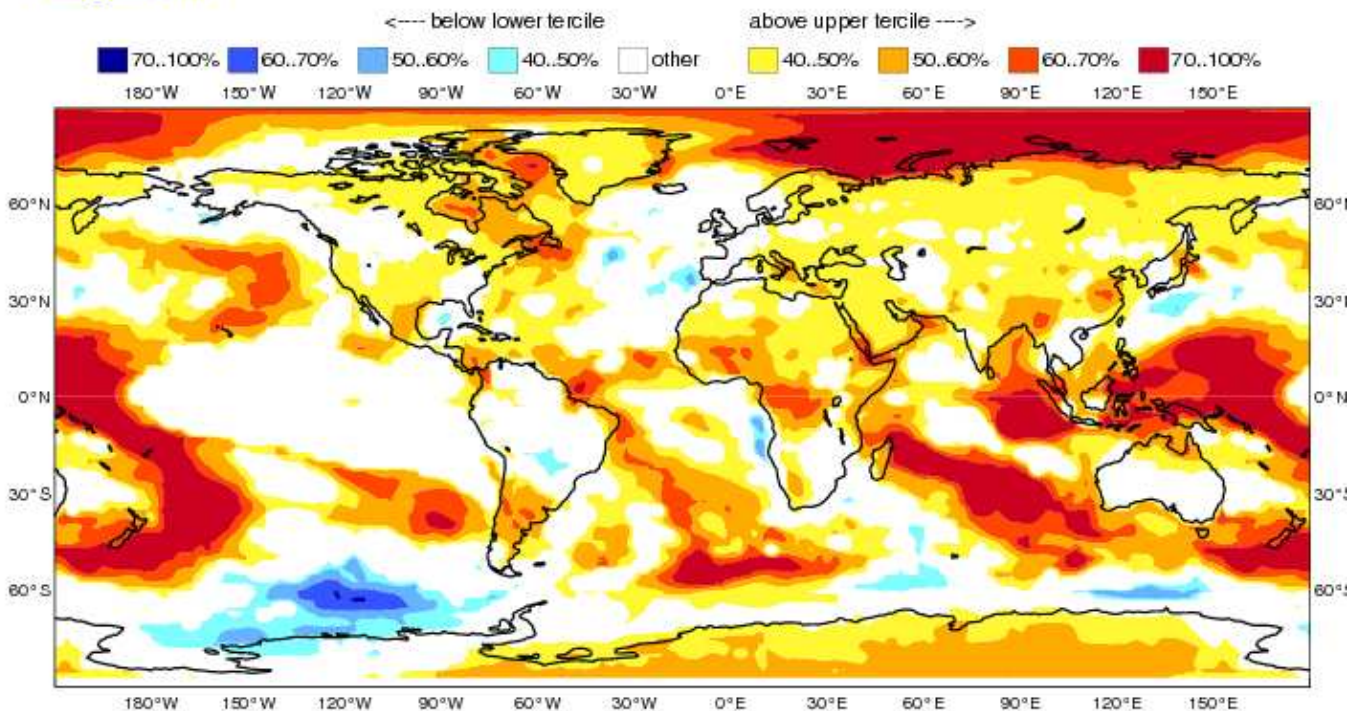 <---- below lower tercile above upper tercile ---->
70..100% 60..70% 50..60% 40..50% other 40..50% 50..60% 60..70% 70..100%
180°W 150°W 120°W 90°W 60°W 30°W 0°E 30°E 60°E 90°E 120°E 150°E
60°N 60°N
30°N 30°N
0°N 0°N
30°S 30°S
60°S 60°S
180°W 150°W 120°W 90°W 60°W 30°W 0°E 30°E 60°E 90°E 120°E 150°E